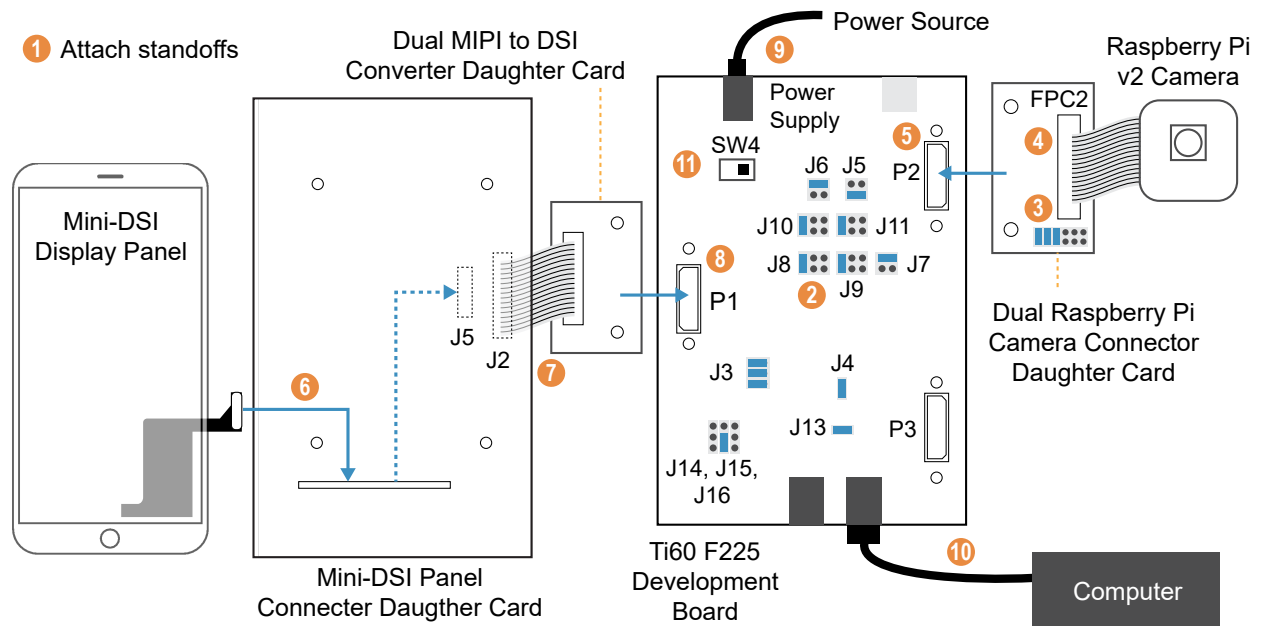 1 Attach standoffs
Dual MIPI to DSI
Converter Daughter Card
9
Power Source
Raspberry Pi
v2 Camera
Power
Supply
FPC2
5
4
SW4
11
J6 J5
P2
3
Mini-DSI
Display Panel
J10
J11
8
J8
J7
2
J9
P1
J5
J2
7
Dual Raspberry Pi
Camera Connector
Daughter Card
6
J3
J4
J13
P3
J14, J15,
J16
Ti60 F225
Development
Board
10
Mini-DSI Panel
Connecter Daugther Card
Computer